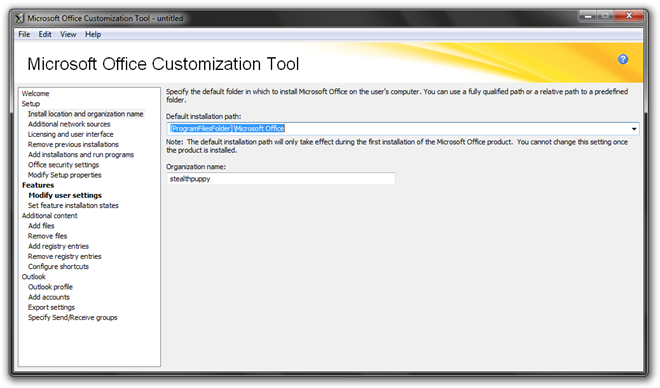 Microsoft Office Customization Tool - untitled
File Edit View Help
Microsoft Office Customization Tool
?
Welcome
Setup
Install location and organization name
Additional network sources
Licensing and user interface
Remove previous installations
Add installations and run programs
Office security settings
Modify Setup properties
Features
Modify user settings
Set feature installation states
Additional content
Add files
Remove files
Add registry entries
Remove registry entries
Configure shortcuts
Outlook
Outlook profile
Add accounts
Export settings
Specify Send/Receive groups
Specify the default folder in which to install Microsoft Office on the user's computer. You can use a fully qualified path or a relative path to a predefined
folder.
Default installation path:
[ProgramFilesFolder]\Microsoft Office
Note: The default installation path will only take effect during the first installation of the Microsoft Office product. You cannot change this setting once
the product is installed.
Organization name:
stealthpuppy